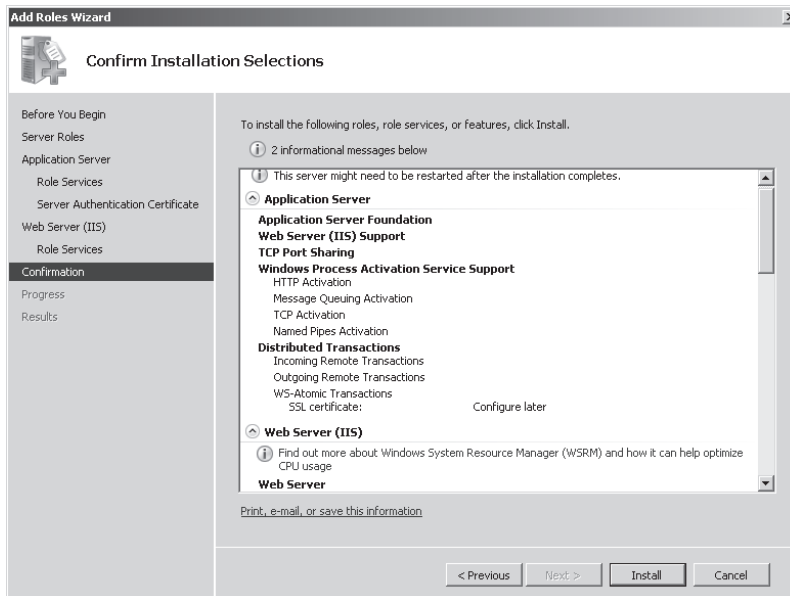 Add Roles Wizard
Confirm Installation Selections
Before You Begin
Server Roles
Application Server
Role Services
Server Authentication Certificate
Web Server (IIS)
Role Services
Confirmation
Progress
Results
To install the following roles, role services, or features, click Install.
2 informational messages below
This server might need to be restarted after the installation completes.
Application Server
Application Server Foundation
Web Server (IIS) Support
TCP Port Sharing
Windows Process Activation Service Support
HTTP Activation
Message Queuing Activation
TCP Activation
Named Pipes Activation
Distributed Transactions
Incoming Remote Transactions
Outgoing Remote Transactions
WS-Atomic Transactions
SSL certificate: Configure later
Web Server (IIS)
Find out more about Windows System Resource Manager (WSRM) and how it can help optimize
CPU usage
Web Server
Print, e-mail, or save this information
< Previous Next > Install Cancel